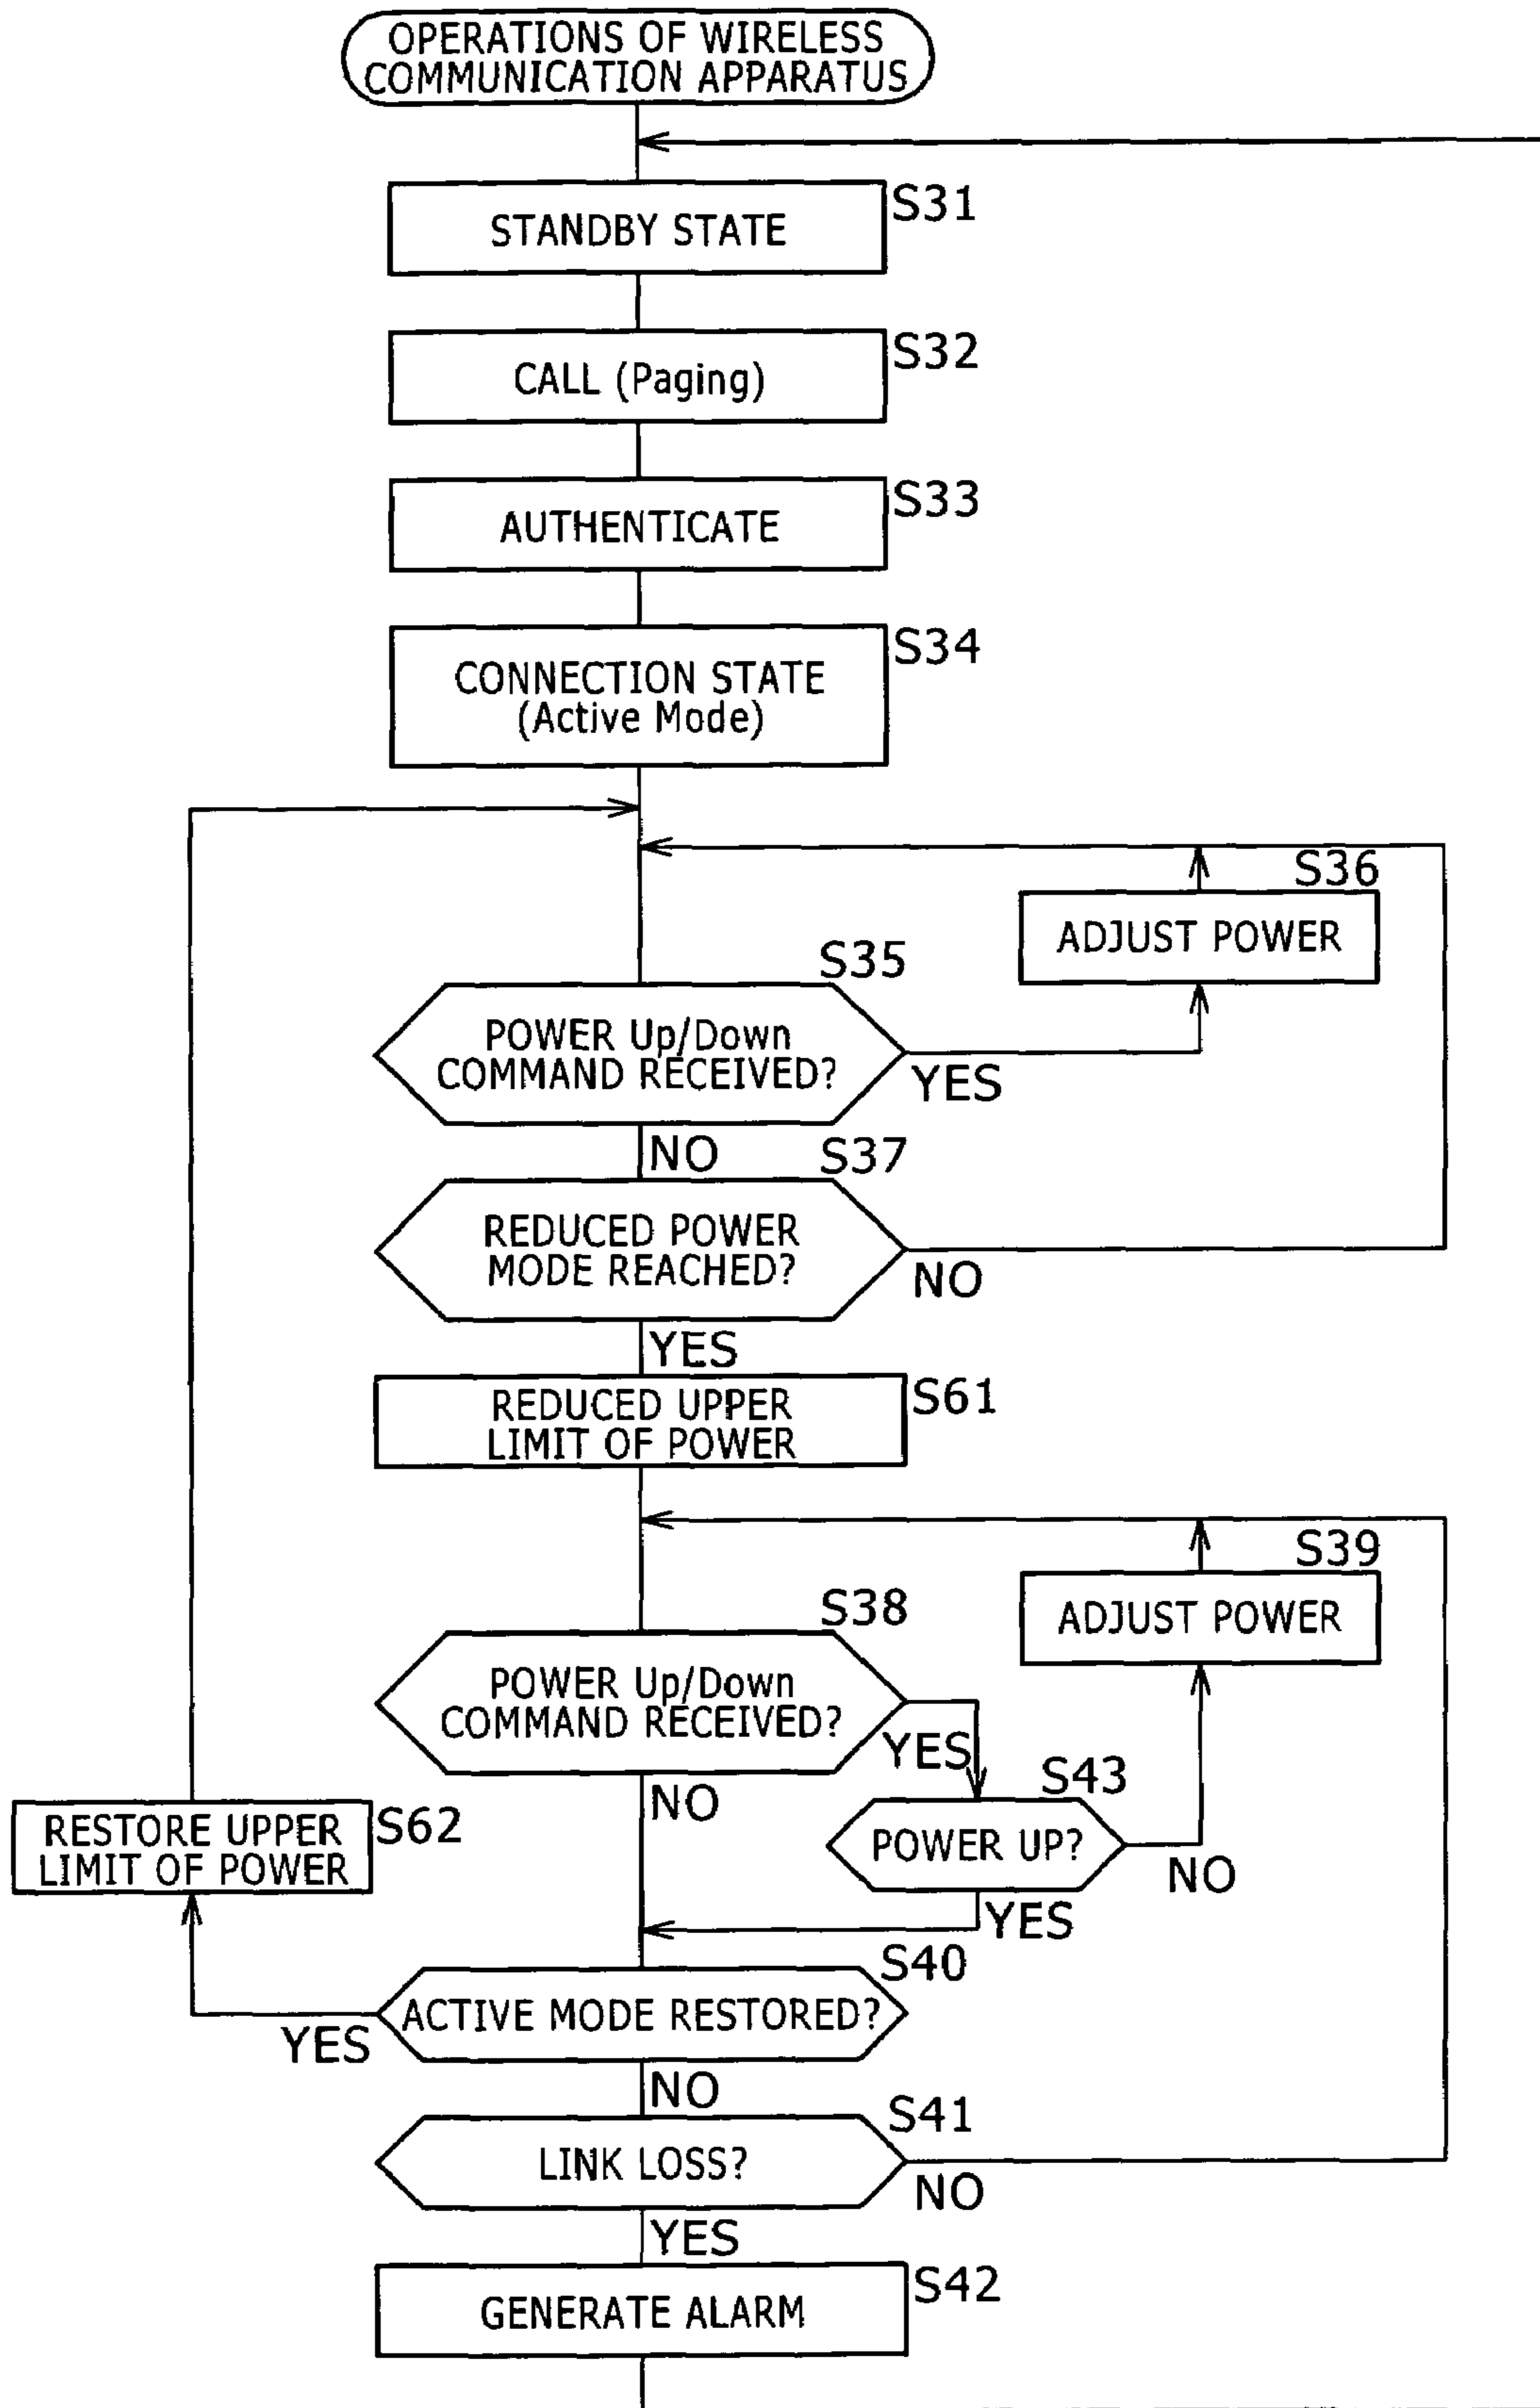 OPERATIONS OF WIRELESS
COMMUNICATION APPARATUS
S31
STANDBY STATE
S32
CALL (Paging)
S33
AUTHENTICATE
S34
CONNECTION STATE
(Active Mode)
S36
ADJUST POWER
S35
POWER Up/Down
COMMAND RECEIVED?
YES
NO
S37
REDUCED POWER
MODE REACHED?
NO
YES
S61
REDUCED UPPER
LIMIT OF POWER
S39
ADJUST POWER
S38
POWER Up/Down
COMMAND RECEIVED?
YES
NO
S43
POWER UP?
NO
YES
S62
RESTORE UPPER
LIMIT OF POWER
S40
ACTIVE MODE RESTORED?
YES
NO
S41
LINK LOSS?
NO
YES
S42
GENERATE ALARM